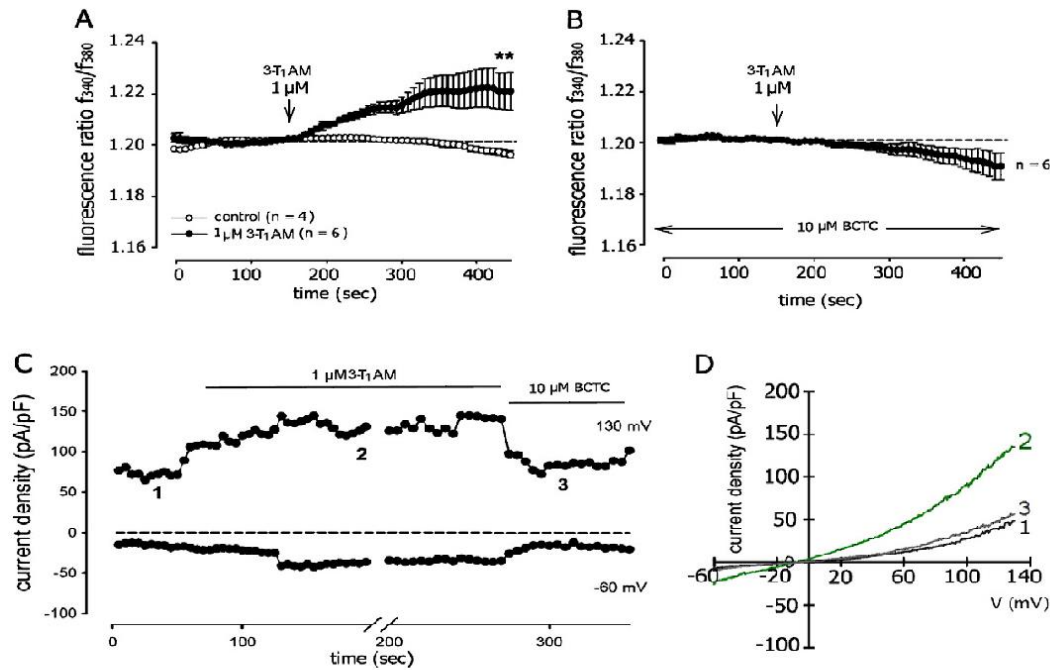 A
fluorescence ratio f340/f380
1.24
1.22
1.20
1.18
1.16
3-T1AM
1 µM
**
control (n = 4)
1 µM 3-T1AM (n = 6)
0
100
200
300
400
time (sec)
B
fluorescence ratio f340/f380
1.24
1.22
1.20
1.18
1.16
3-T1AM
1 µM
n = 6
10 µM BCTC
0
100
200
300
400
time (sec)
C
current density (pA/pF)
200
150
100
50
0
-50
-100
1 µM3-T1AM
10 µM BCTC
130 mV
1
2
3
-60 mV
0
100
200
300
time (sec)
D
current density (pA/pF)
200
150
100
50
0
-50
-100
2
3
1
-60
-20
20
60
100
140
V (mV)